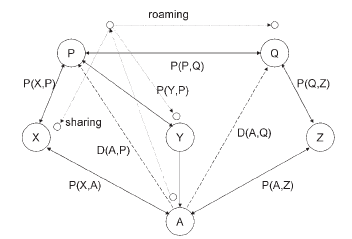 roaming
P
P(P,Q)
Q
P(X,P)
P(Y,P)
P(Q,Z)
sharing
X
Y
Z
D(A,P)
D(A,Q)
P(X,A)
P(A,Z)
A